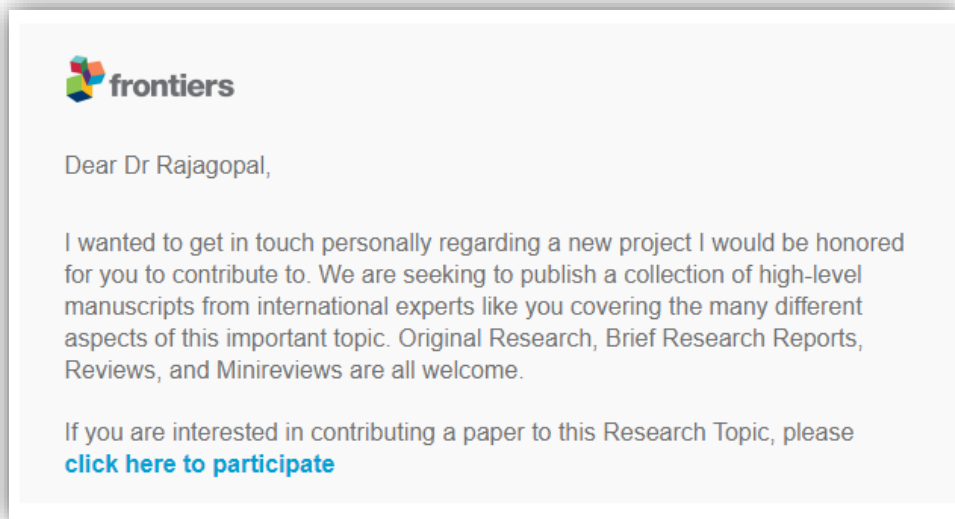 frontiers
Dear Dr Rajagopal,
I wanted to get in touch personally regarding a new project I would be honored
for you to contribute to. We are seeking to publish a collection of high-level
manuscripts from international experts like you covering the many different
aspects of this important topic. Original Research, Brief Research Reports,
Reviews, and Minireviews are all welcome.
If you are interested in contributing a paper to this Research Topic, please
click here to participate